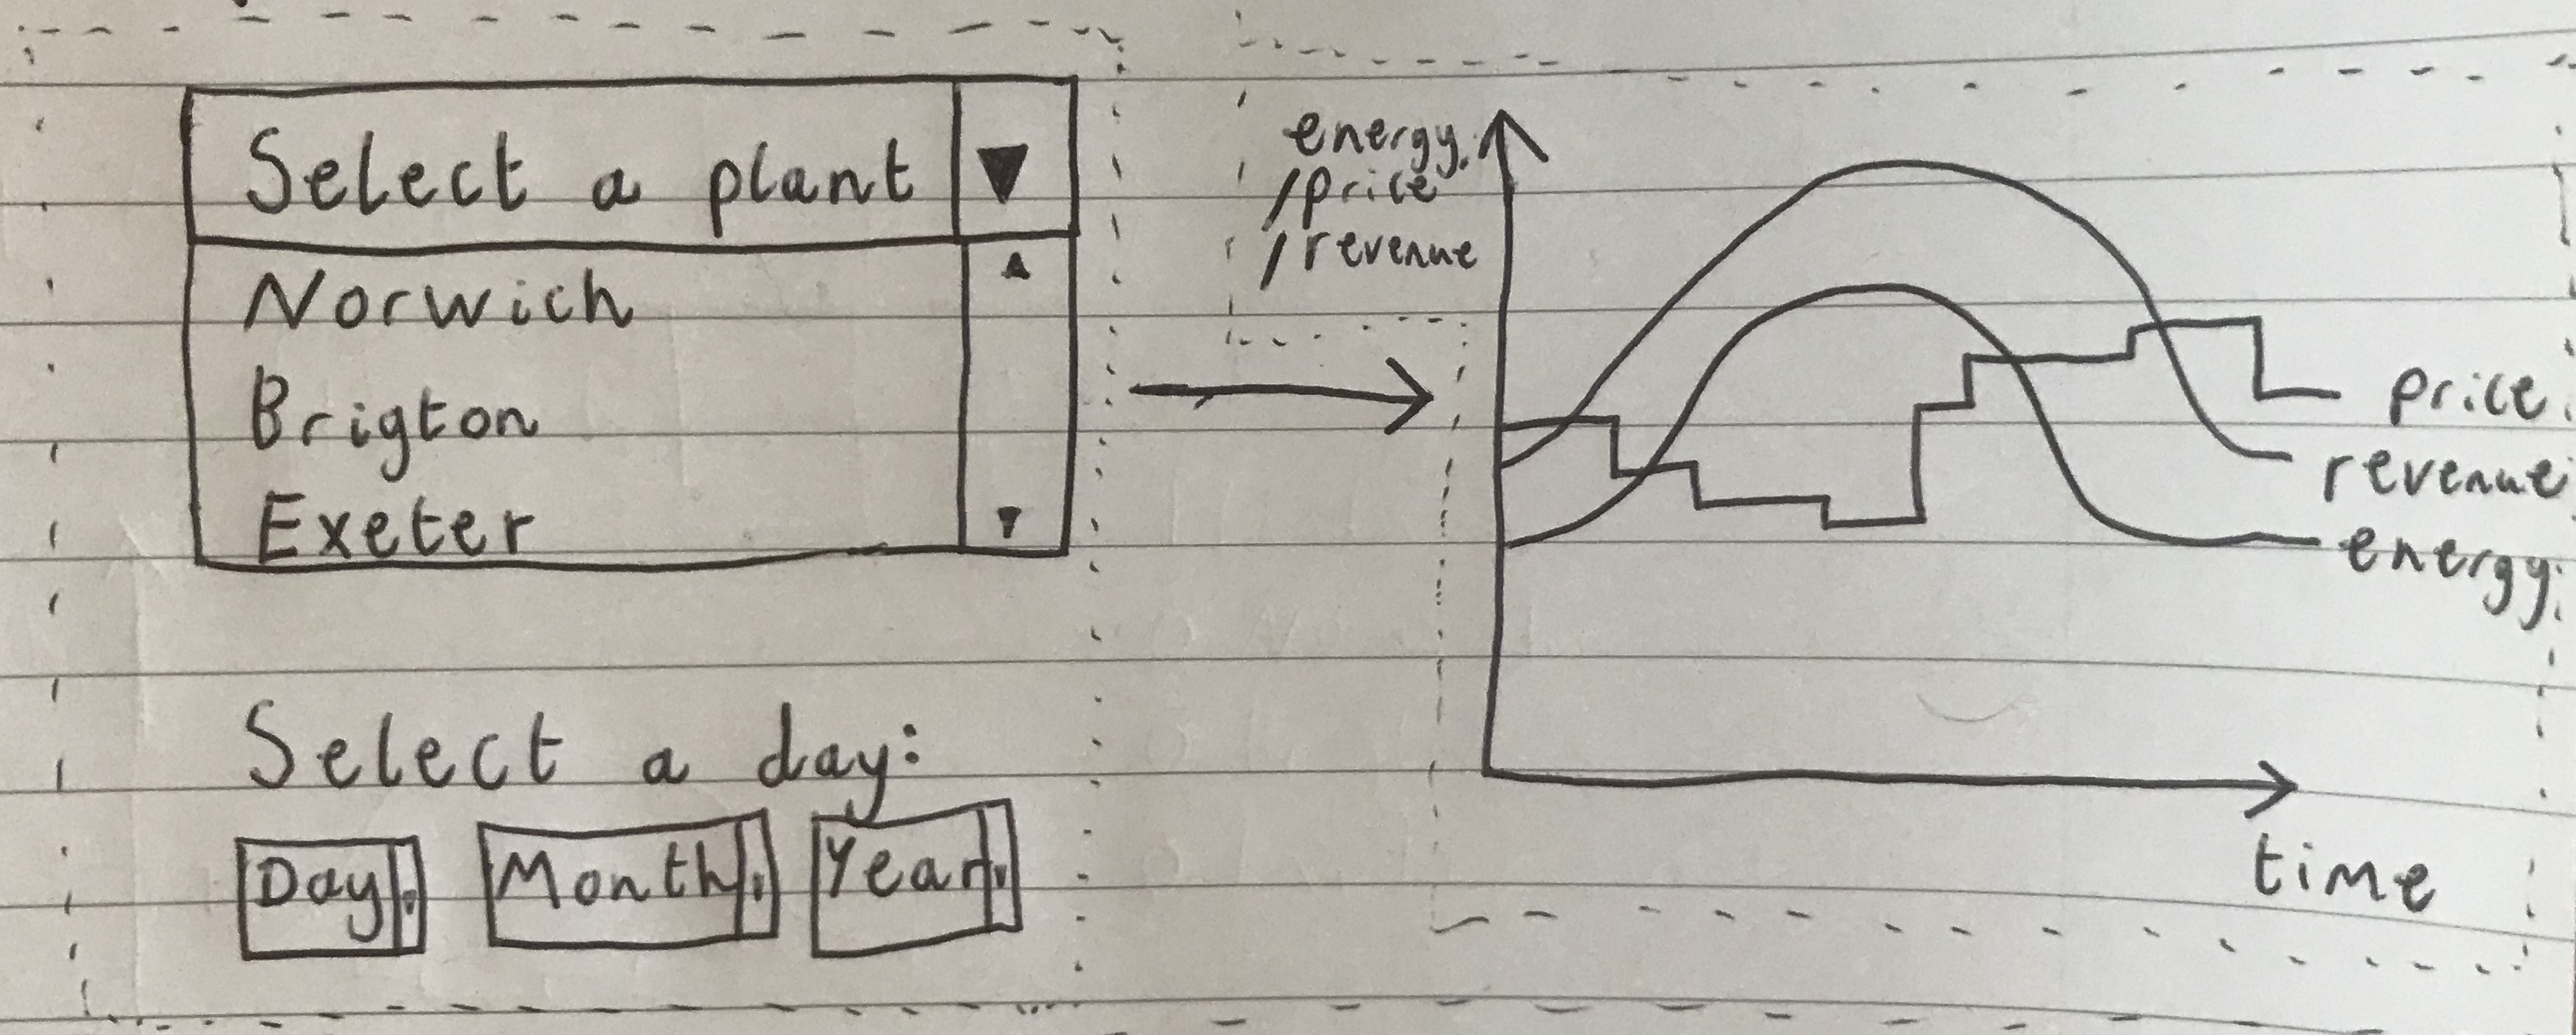 Select a plant
Norwich
Brigton
Exeter
Select a day:
Day
Month
Year
energy
/price
/revenue
price
revenue
energy
time